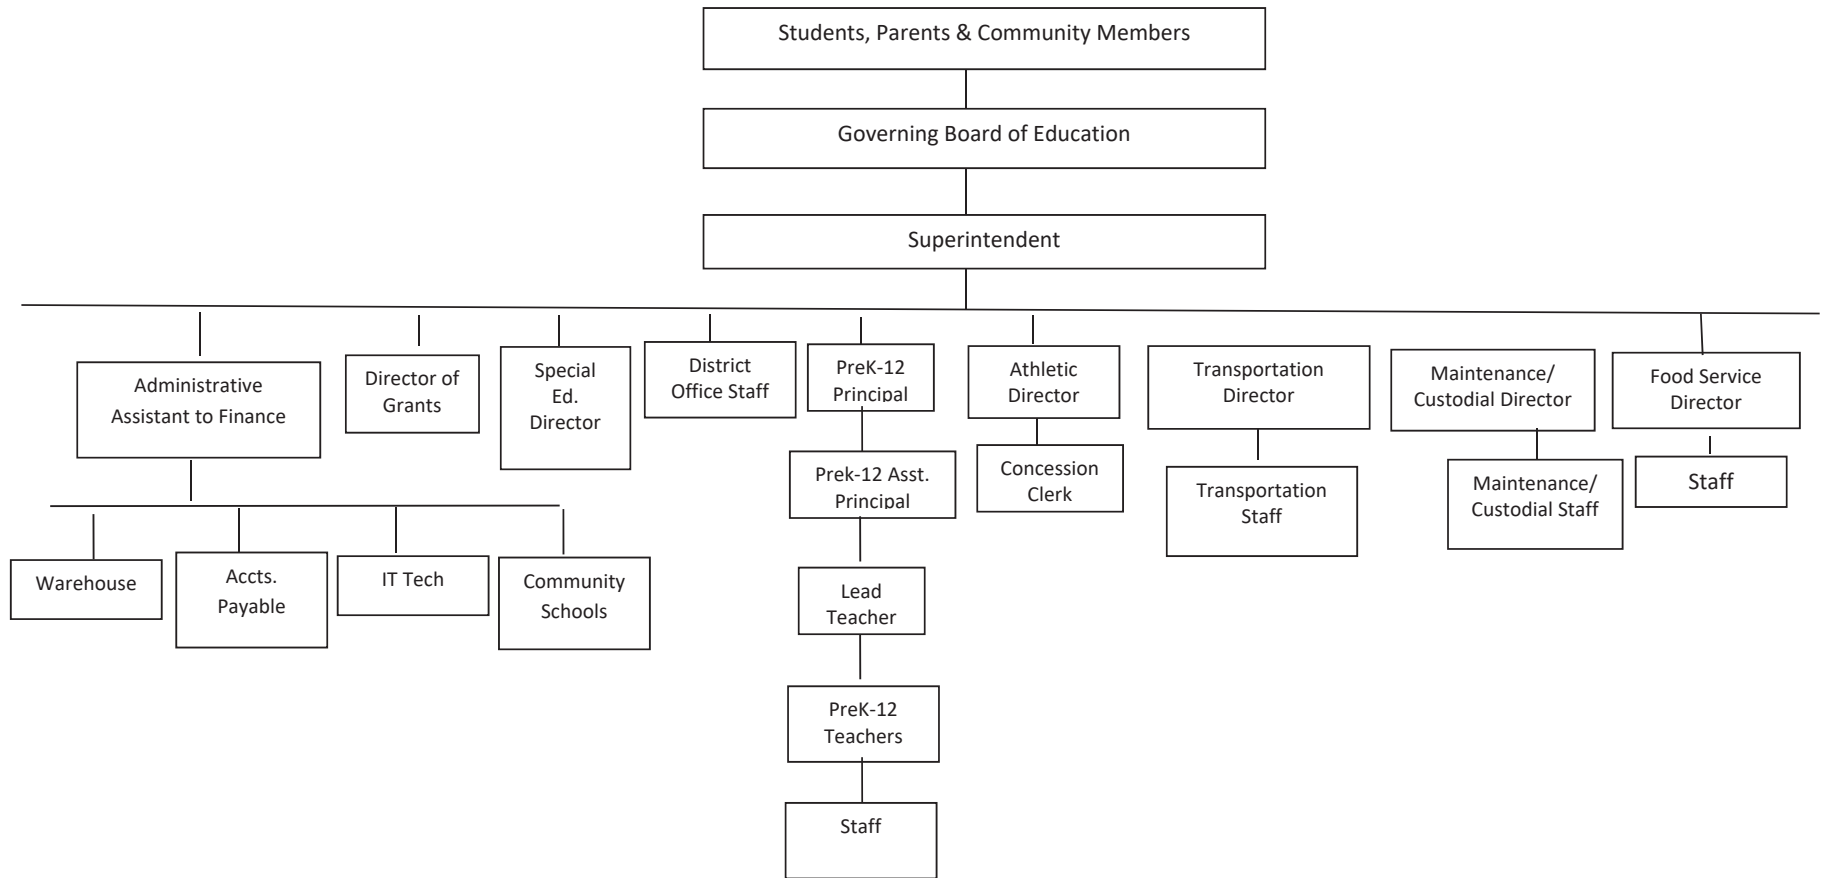 Students, Parents & Community Members
Governing Board of Education
Superintendent
Administrative
Assistant to Finance
Director of
Grants
Special
Ed.
Director
District
Office Staff
PreK-12
Principal
Athletic
Director
Transportation
Director
Maintenance/
Custodial Director
Food Service
Director
Prek-12 Asst.
Principal
Concession
Clerk
Transportation
Staff
Maintenance/
Custodial Staff
Staff
Warehouse
Accts.
Payable
IT Tech
Community
Schools
Lead
Teacher
PreK-12
Teachers
Staff